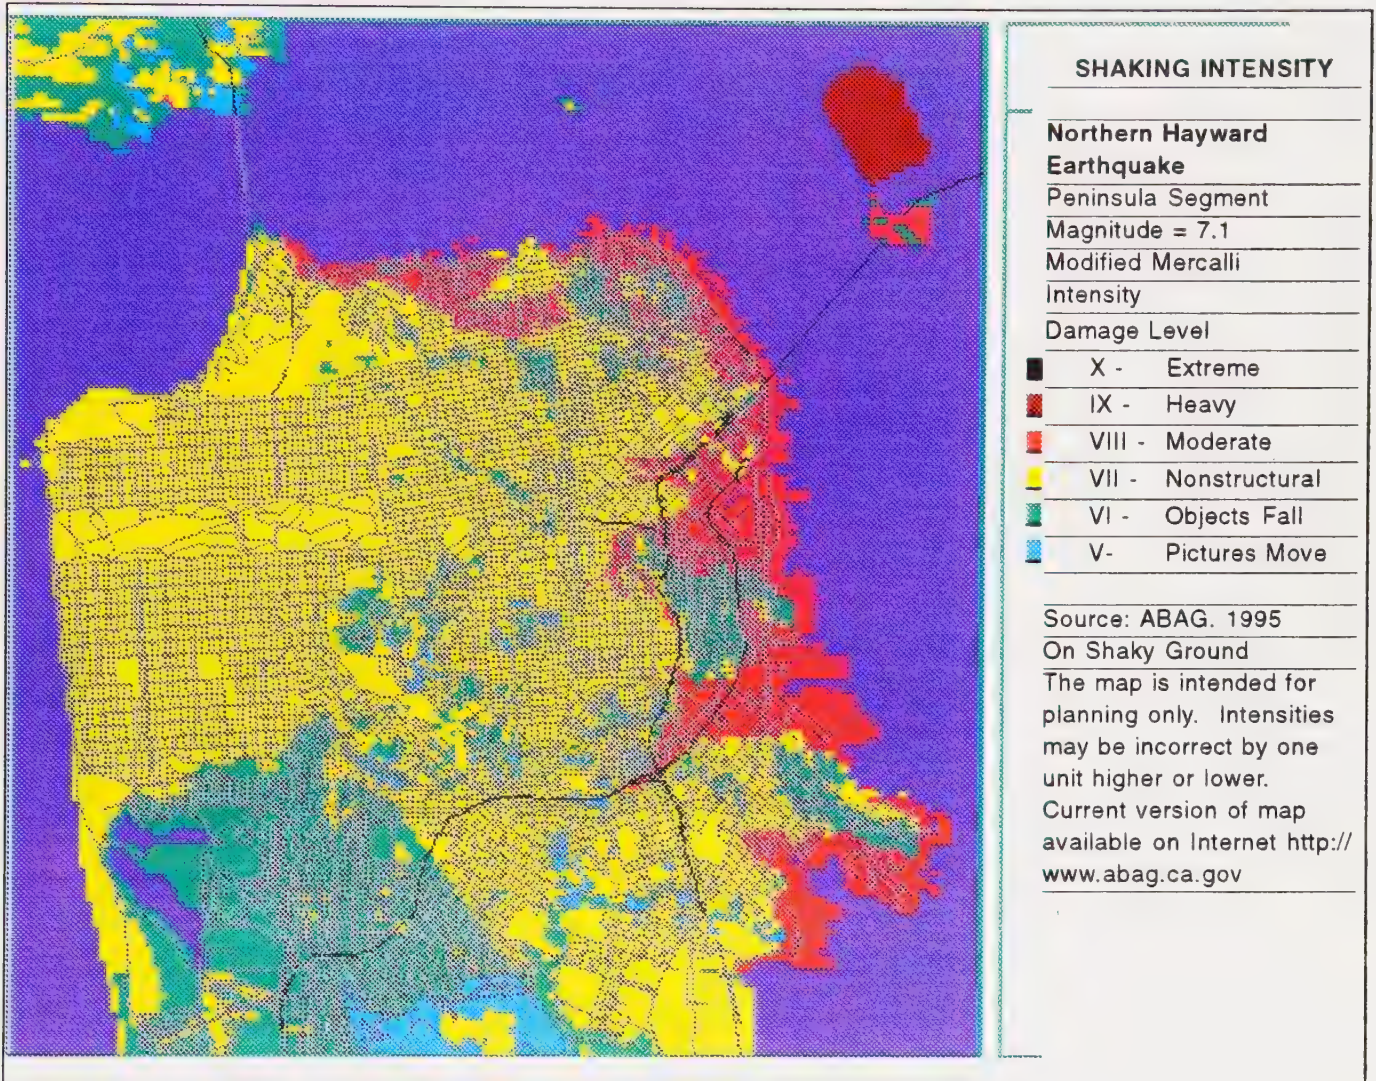 SHAKING INTENSITY
Northern Hayward
Earthquake
Peninsula Segment
Magnitude = 7.1
Modified Mercalli
Intensity
Damage Level
X - Extreme
IX - Heavy
VIII - Moderate
VII - Nonstructural
VI - Objects Fall
V- Pictures Move
Source: ABAG. 1995
On Shaky Ground
The map is intended for
planning only. Intensities
may be incorrect by one
unit higher or lower.
Current version of map
available on Internet http://
www.abag.ca.gov